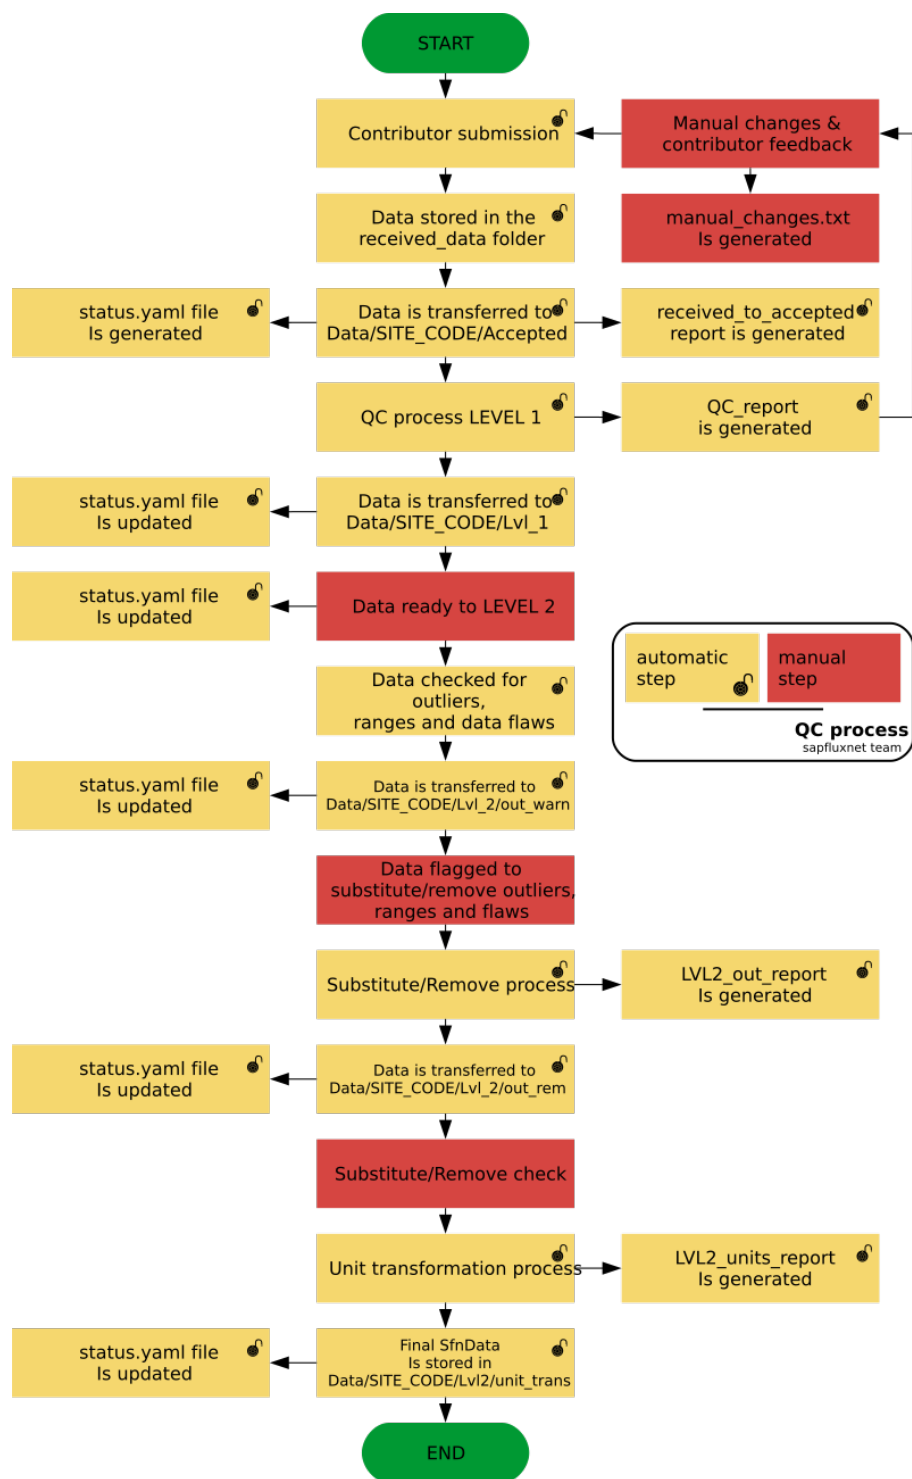 START
Contributor submission
Manual changes &
contributor feedback
Data stored in the
received_data folder
manual_changes.txt
Is generated
status.yaml file
Is generated
Data is transferred to
Data/SITE_CODE/Accepted
received_to_accepted
report is generated
QC process LEVEL 1
QC_report
is generated
status.yaml file
Is updated
Data is transferred to
Data/SITE_CODE/Lvl_1
status.yaml file
Is updated
Data ready to LEVEL 2
automatic
step
manual
step
QC process
sapfluxnet team
Data checked for
outliers,
ranges and data flaws
status.yaml file
Is updated
Data is transferred to
Data/SITE_CODE/Lvl_2/out_warn
Data flagged to
substitute/remove outliers,
ranges and flaws
Substitute/Remove process
LVL2_out_report
Is generated
status.yaml file
Is updated
Data is transferred to
Data/SITE_CODE/Lvl_2/out_rem
Substitute/Remove check
Unit transformation process
LVL2_units_report
Is generated
status.yaml file
Is updated
Final SfnData
Is stored in
Data/SITE_CODE/Lvl2/unit_trans
END